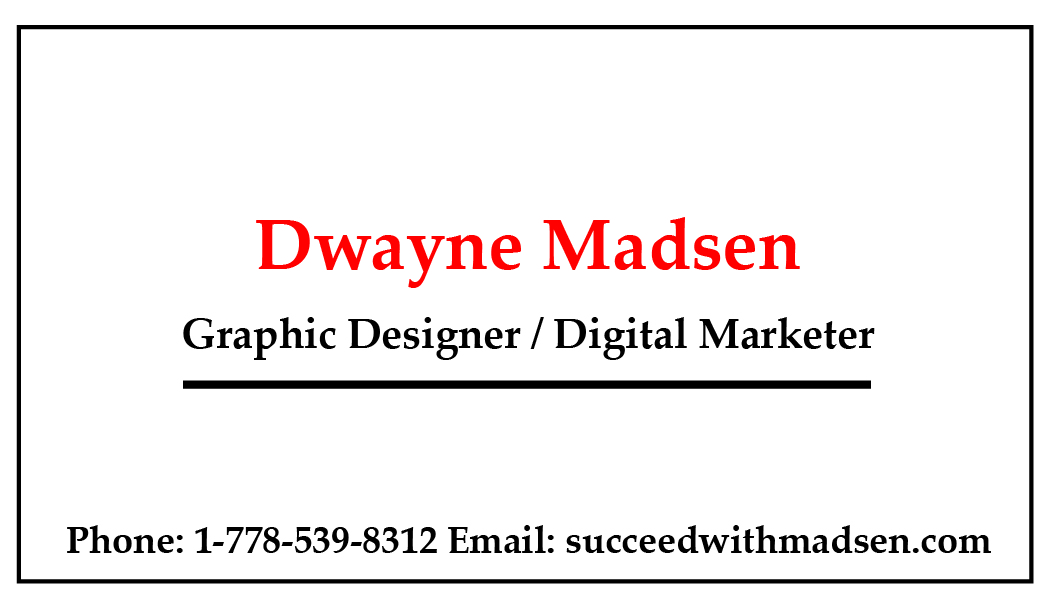 Dwayne Madsen
Graphic Designer / Digital Marketer
Phone: 1-778-539-8312 Email: succeedwithmadsen.com